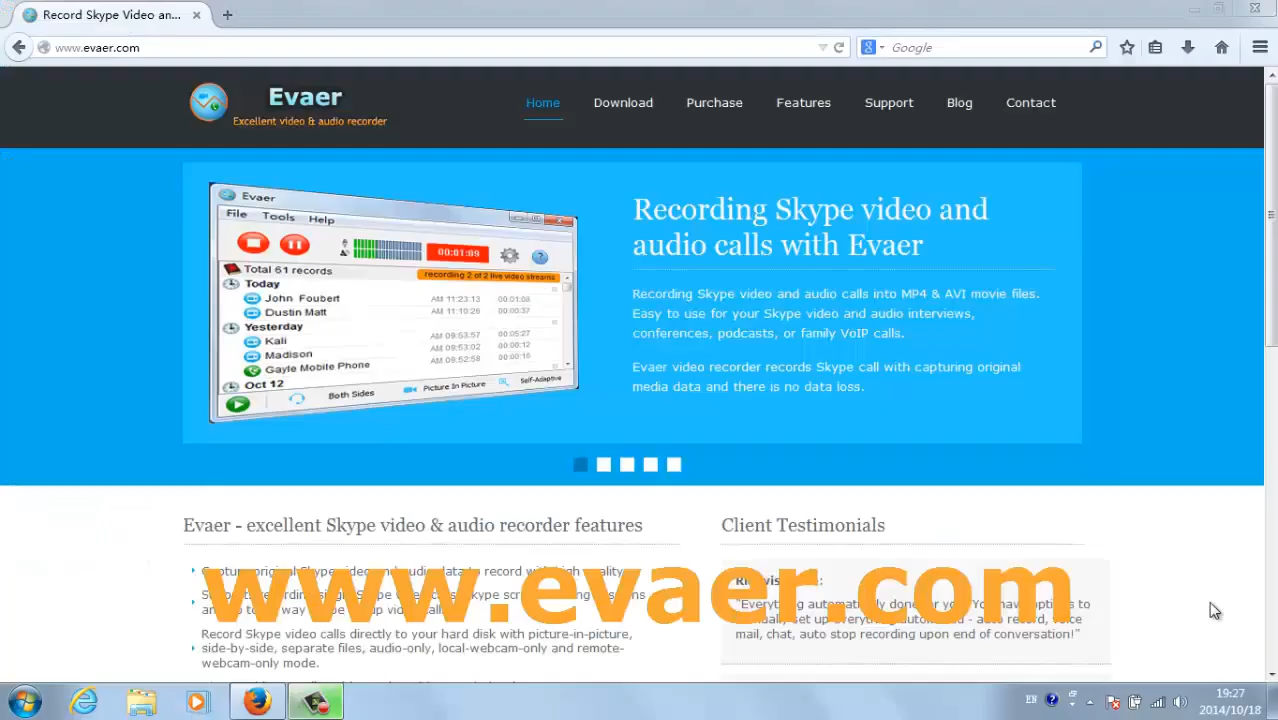 Record Skype Video an...
www.evaer.com
Google
Evaer
Excellent video & audio recorder
Home
Download
Purchase
Features
Support
Blog
Contact
Evaer
File Tools Help
00:01:09
Total 61 records
recording 2 of 2 live video streams
Today
John Foubert AM 11:23:13 00:01:08
Dustin Matt AM 11:10:26 00:00:37
Yesterday
Kali AM 09:53:57 00:05:27
Madison AM 09:53:02 00:00:12
Gayle Mobile Phone AM 09:52:58 00:00:16
Oct 12
Both Sides Picture In Picture Self-Adaptive
Recording Skype video and
audio calls with Evaer
Recording Skype video and audio calls into MP4 & AVI movie files.
Easy to use for your Skype video and audio interviews,
conferences, podcasts, or family VoIP calls.
Evaer video recorder records Skype call with capturing original
media data and there is no data loss.
Evaer - excellent Skype video & audio recorder features
Record Skype video calls directly to your hard disk with picture-in-picture,
side-by-side, separate files, audio-only, local-webcam-only and remote-
webcam-only mode.
Client Testimonials
mail, chat, auto stop recording upon end of conversation!"
www.evaer.com
EN
19:27
2014/10/18